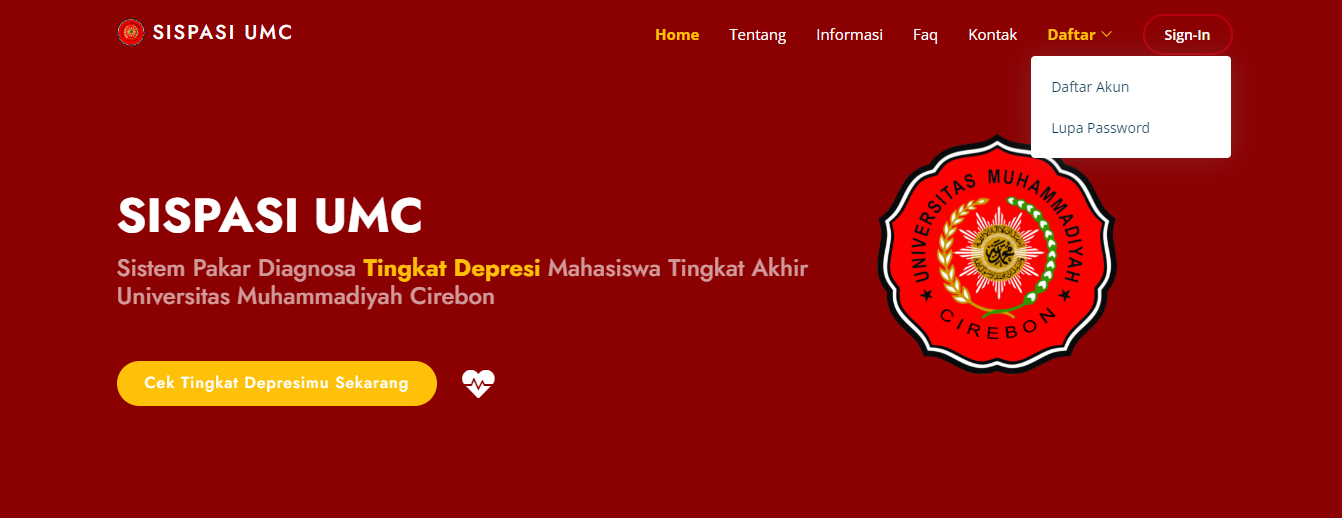 SISPASI UMC
Home Tentang Informasi Faq Kontak Daftar Sign-In
Daftar Akun
Lupa Password
SISPASI UMC
Sistem Pakar Diagnosa Tingkat Depresi Mahasiswa Tingkat Akhir
Universitas Muhammadiyah Cirebon
Cek Tingkat Depresimu Sekarang
UNIVERSITAS MUHAMMADIYAH
CIREBON